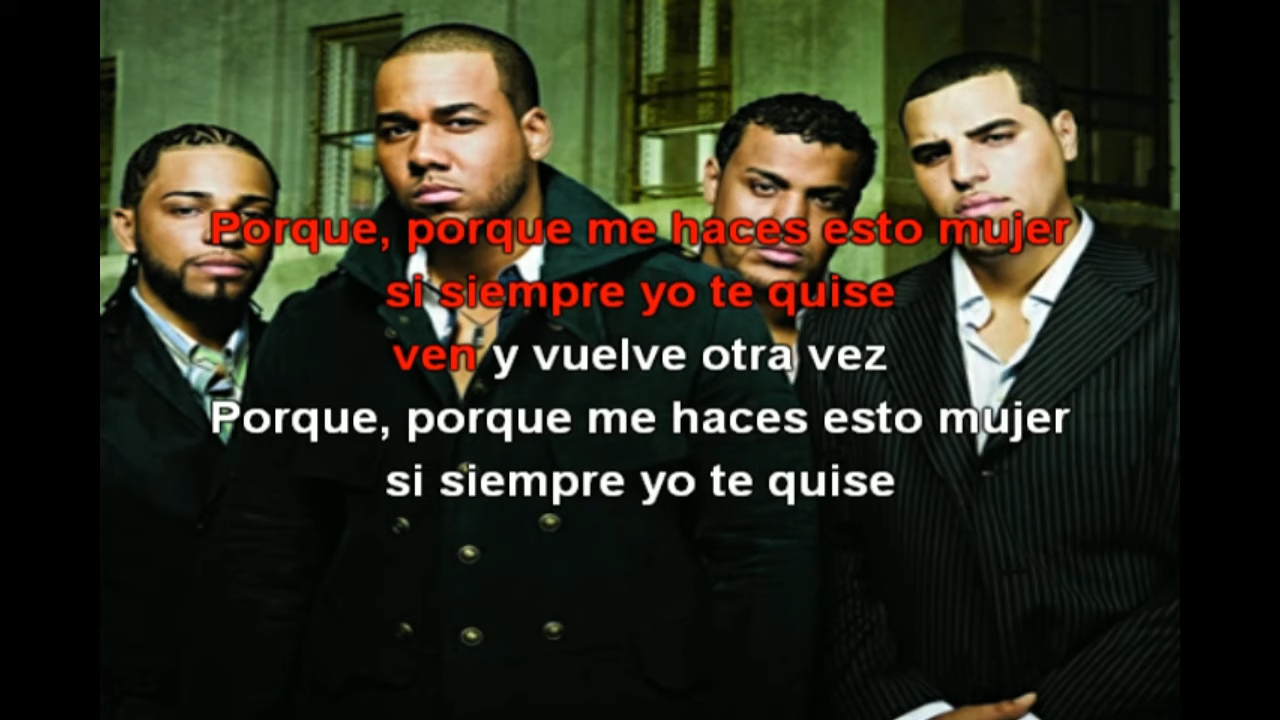 Porque, porque me haces esto mujer
si siempre yo te quise
ven y vuelve otra vez
Porque, porque me haces esto mujer
si siempre yo te quise